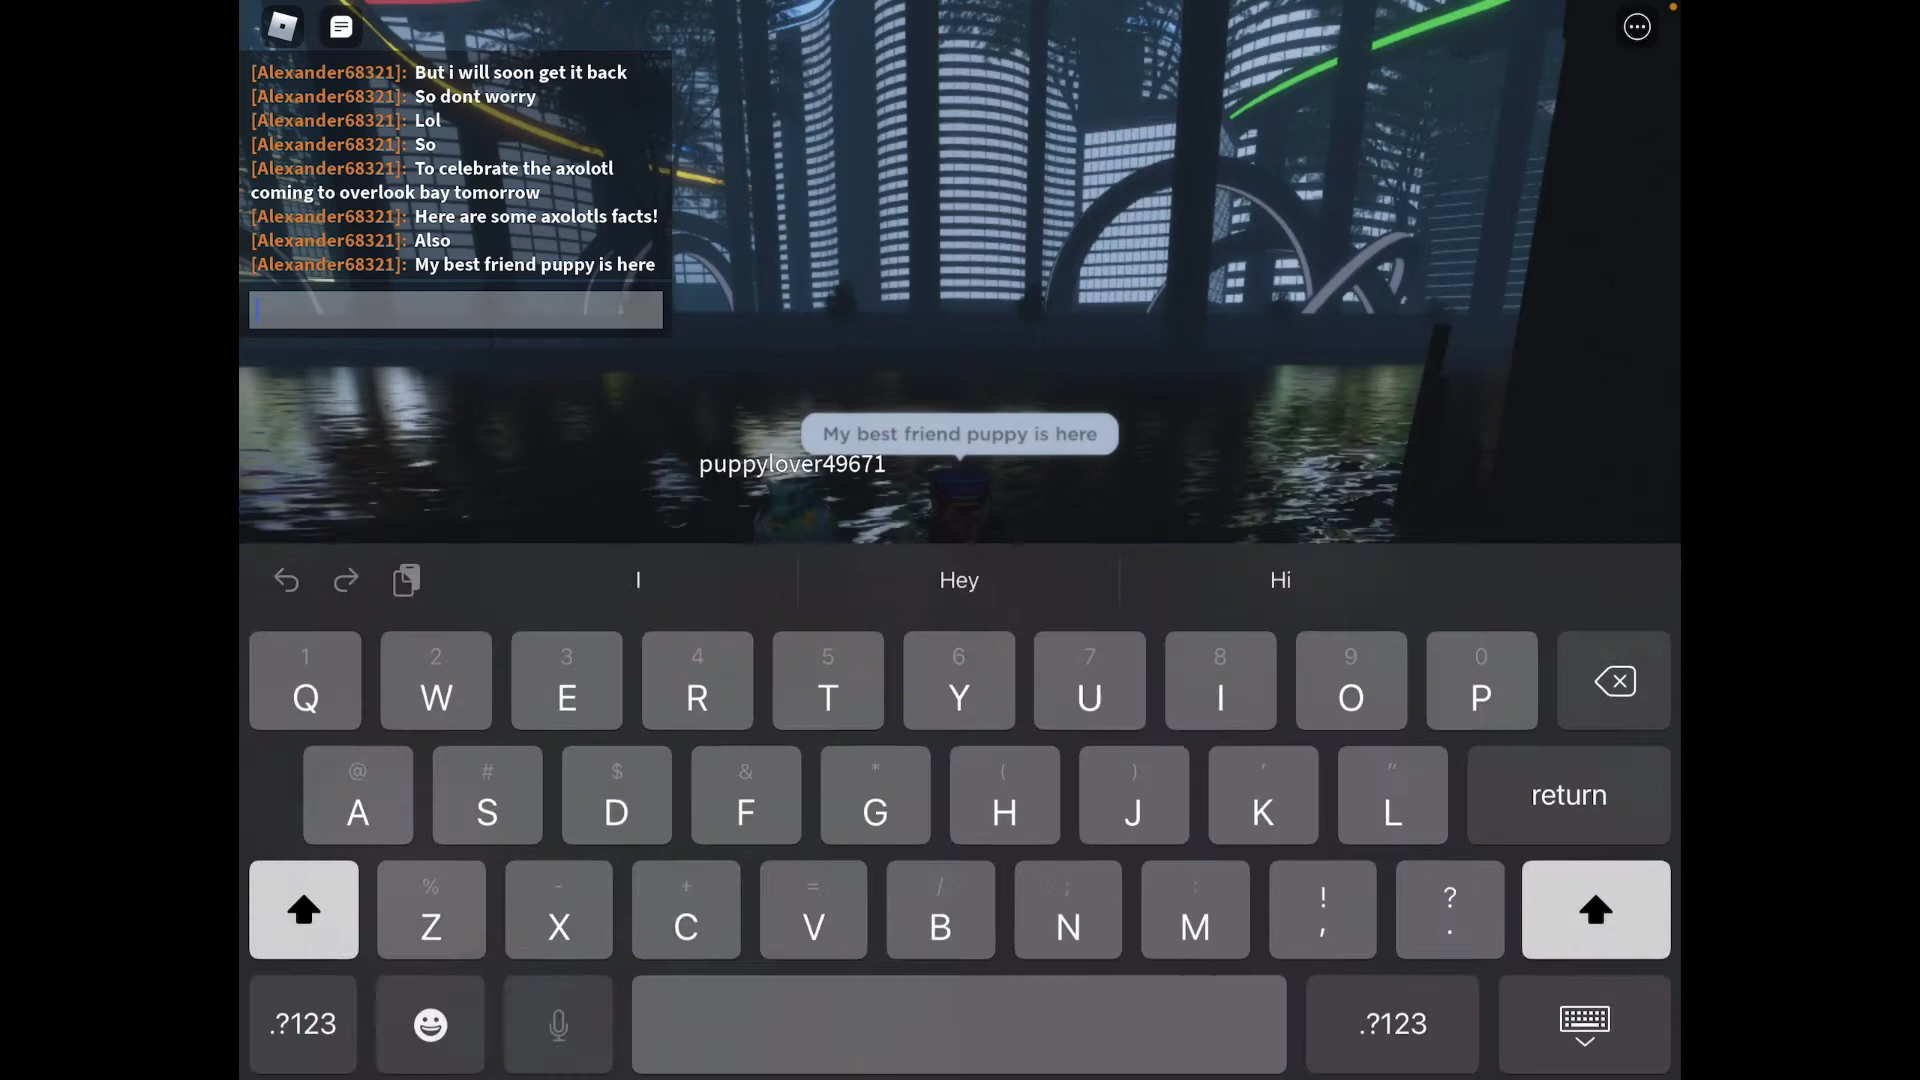 [Alexander68321]: But i will soon get it back
[Alexander68321]: So dont worry
[Alexander68321]: Lol
[Alexander68321]: So
[Alexander68321]: To celebrate the axolotl
coming to overlook bay tomorrow
[Alexander68321]: Here are some axolotls facts!
[Alexander68321]: Also
[Alexander68321]: My best friend puppy is here
My best friend puppy is here
puppylover49671
I Hey Hi
1 2 3 4 5 6 7 8 9 0
Q W E R T Y U I O P
@ # $ & * ( ) ' "
A S D F G H J K L return
% - + = / ; : ! ?
Z X C V B N M , .
.?123 .?123